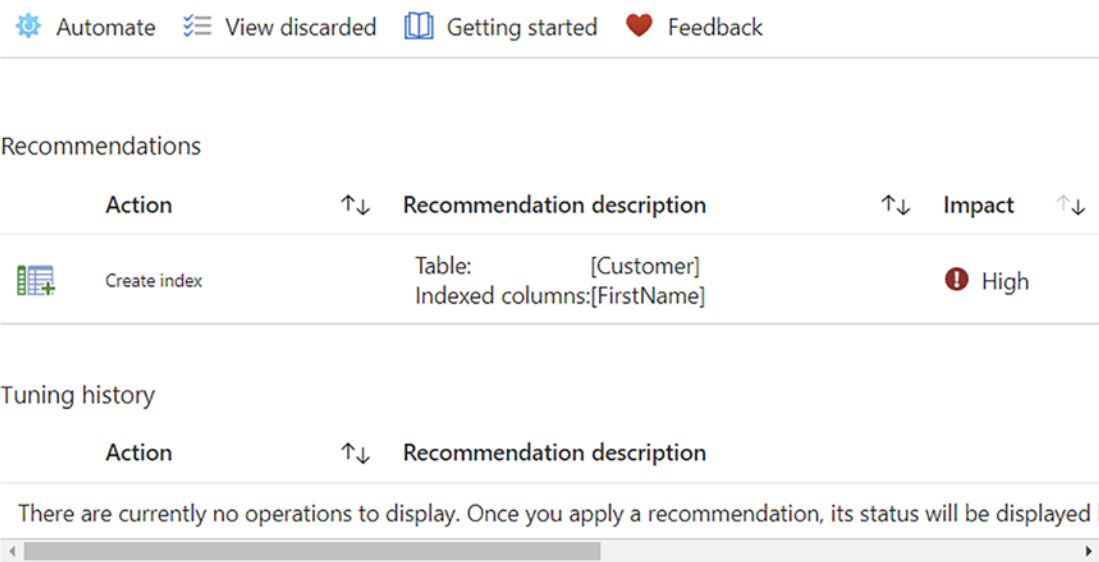 Automate View discarded Getting started Feedback
Recommendations
Action Recommendation description Impact
Create index Table: [Customer] High
Indexed columns:[FirstName]
Tuning history
Action Recommendation description
There are currently no operations to display. Once you apply a recommendation, its status will be displayed